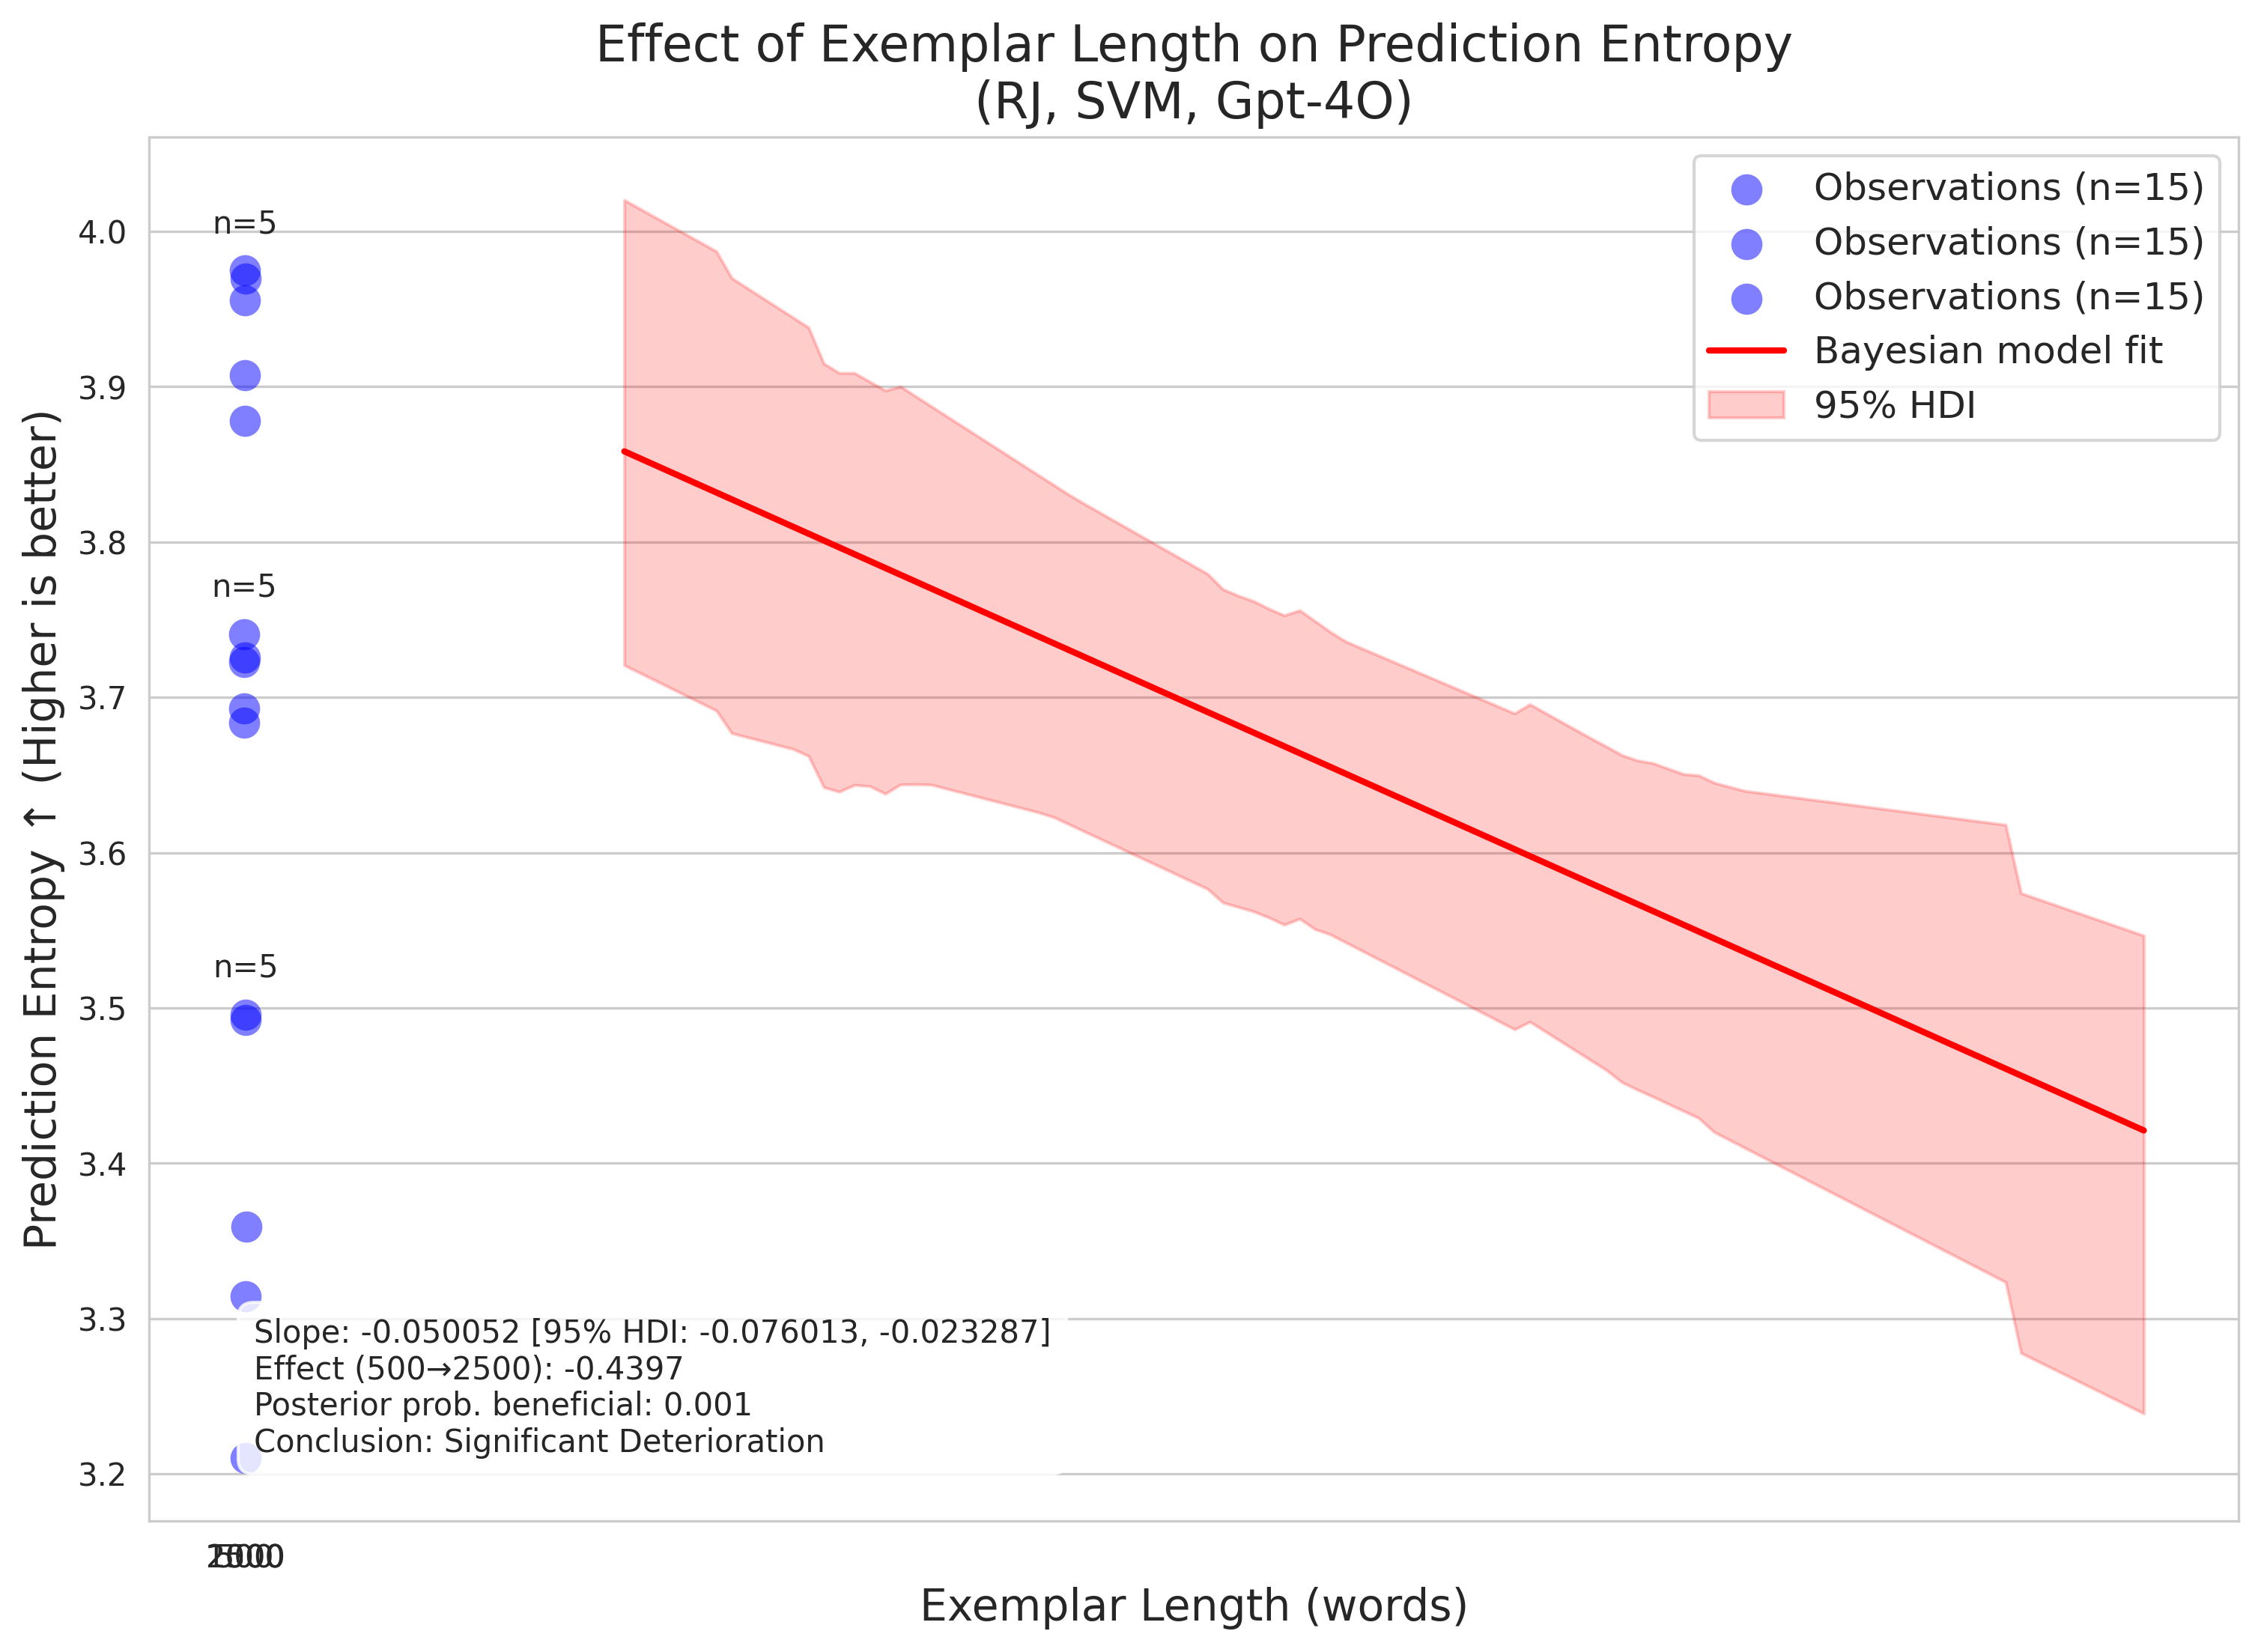 Effect of Exemplar Length on Prediction Entropy
(RJ, SVM, Gpt-4O)
Observations (n=15)
Observations (n=15)
Observations (n=15)
Bayesian model fit
95% HDI
Prediction Entropy ↑ (Higher is better)
4.0
3.9
3.8
3.7
3.6
3.5
3.4
3.3
3.2
n=5
n=5
n=5
Slope: -0.050052 [95% HDI: -0.076013, -0.023287]
Effect (500→2500): -0.4397
Posterior prob. beneficial: 0.001
Conclusion: Significant Deterioration
Exemplar Length (words)